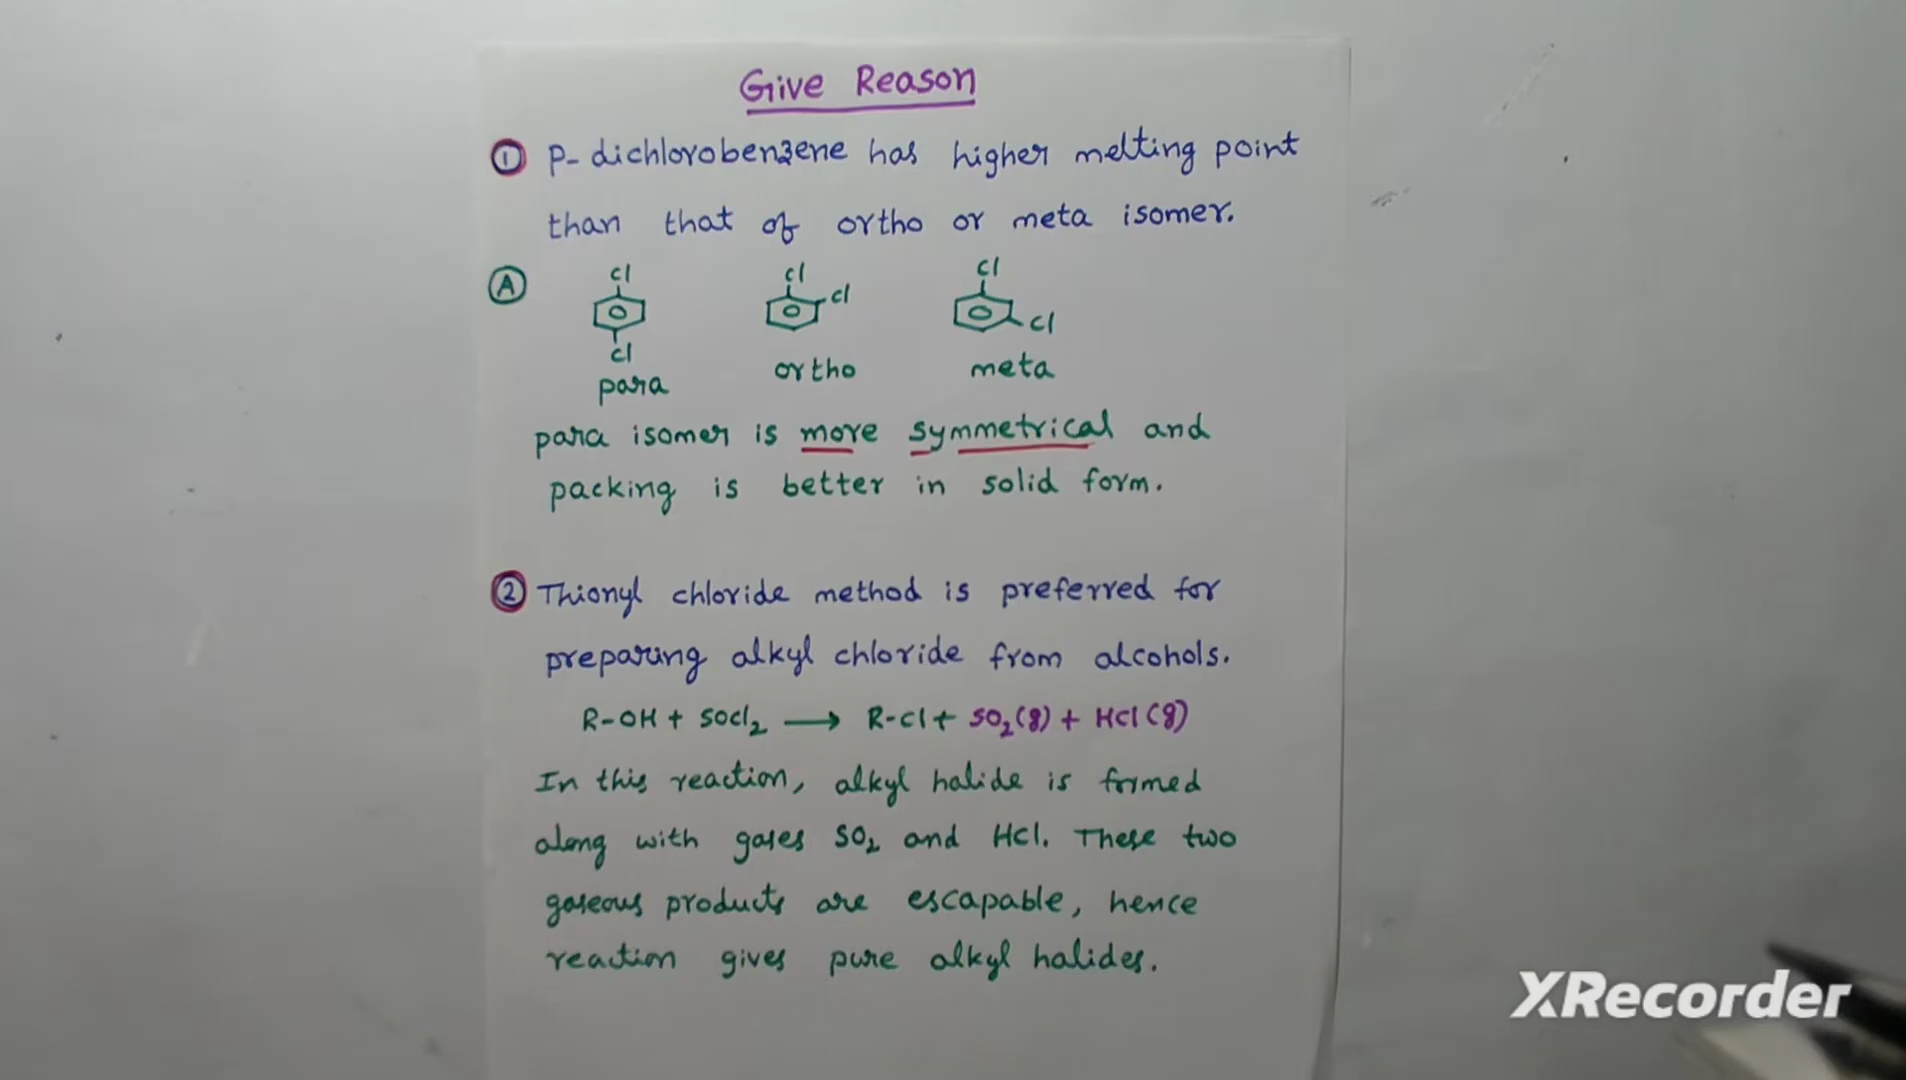 Give Reason
① P-dichlorobenzene has higher melting point
than that of ortho or meta isomer.
Ⓐ Cl Cl Cl
Cl Cl
Cl
para ortho meta
para isomer is more symmetrical and
packing is better in solid form.
② Thionyl chloride method is preferred for
preparing alkyl chloride from alcohols.
R-OH + SOCl₂ ⟶ R-Cl + SO₂(g) + HCl(g)
In this reaction, alkyl halide is formed
along with gases SO₂ and HCl. These two
gaseous products are escapable, hence
reaction gives pure alkyl halides.
XRecorder